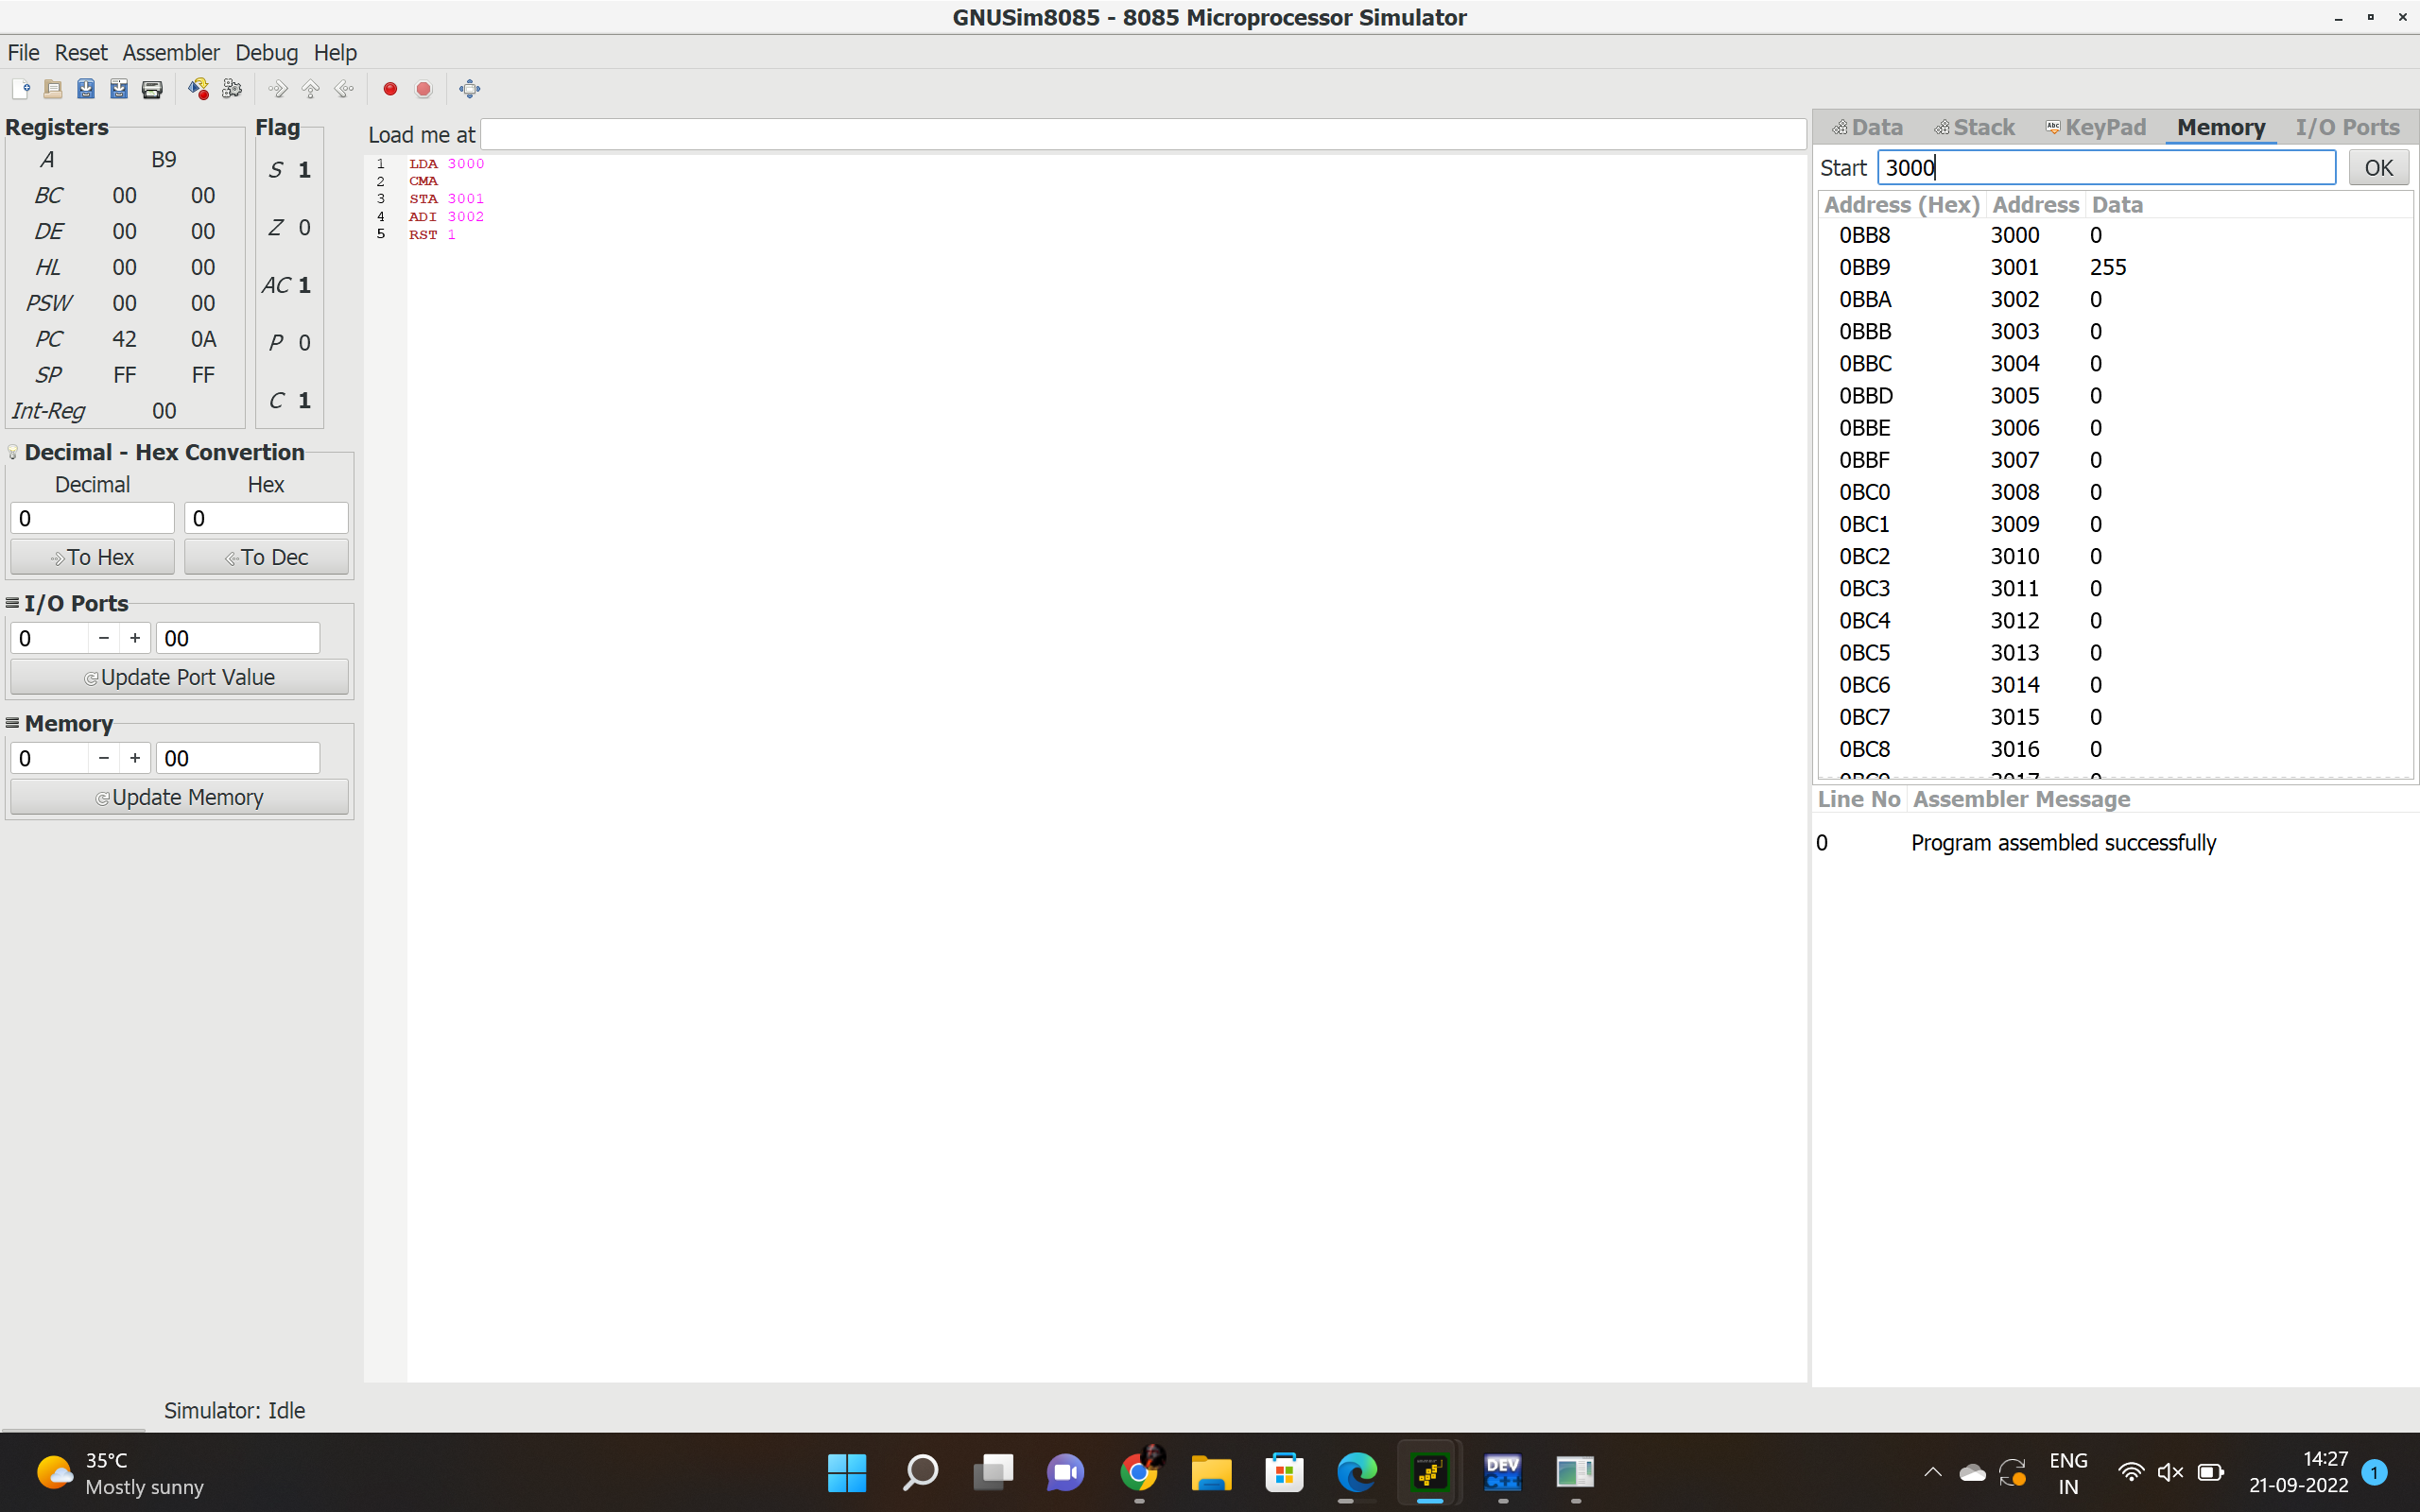 GNUSim8085 - 8085 Microprocessor Simulator
File Reset Assembler Debug Help
Registers
A B9
BC 00 00
DE 00 00
HL 00 00
PSW 00 00
PC 42 0A
SP FF FF
Int-Reg 00
Flag
S 1
Z 0
AC 1
P 0
C 1
Decimal - Hex Convertion
Decimal Hex
0 0
To Hex To Dec
I/O Ports
0 - + 00
Update Port Value
Memory
0 - + 00
Update Memory
Load me at
1 LDA 3000
2 CMA
3 STA 3001
4 ADI 3002
5 RST 1
Data Stack KeyPad Memory I/O Ports
Start 3000 OK
Address (Hex) Address Data
0BB8 3000 0
0BB9 3001 255
0BBA 3002 0
0BBB 3003 0
0BBC 3004 0
0BBD 3005 0
0BBE 3006 0
0BBF 3007 0
0BC0 3008 0
0BC1 3009 0
0BC2 3010 0
0BC3 3011 0
0BC4 3012 0
0BC5 3013 0
0BC6 3014 0
0BC7 3015 0
0BC8 3016 0
0BC9 3017 0
Line No Assembler Message
0 Program assembled successfully
Simulator: Idle
35°C
Mostly sunny
DEV
C++
ENG
IN
14:27
21-09-2022
1